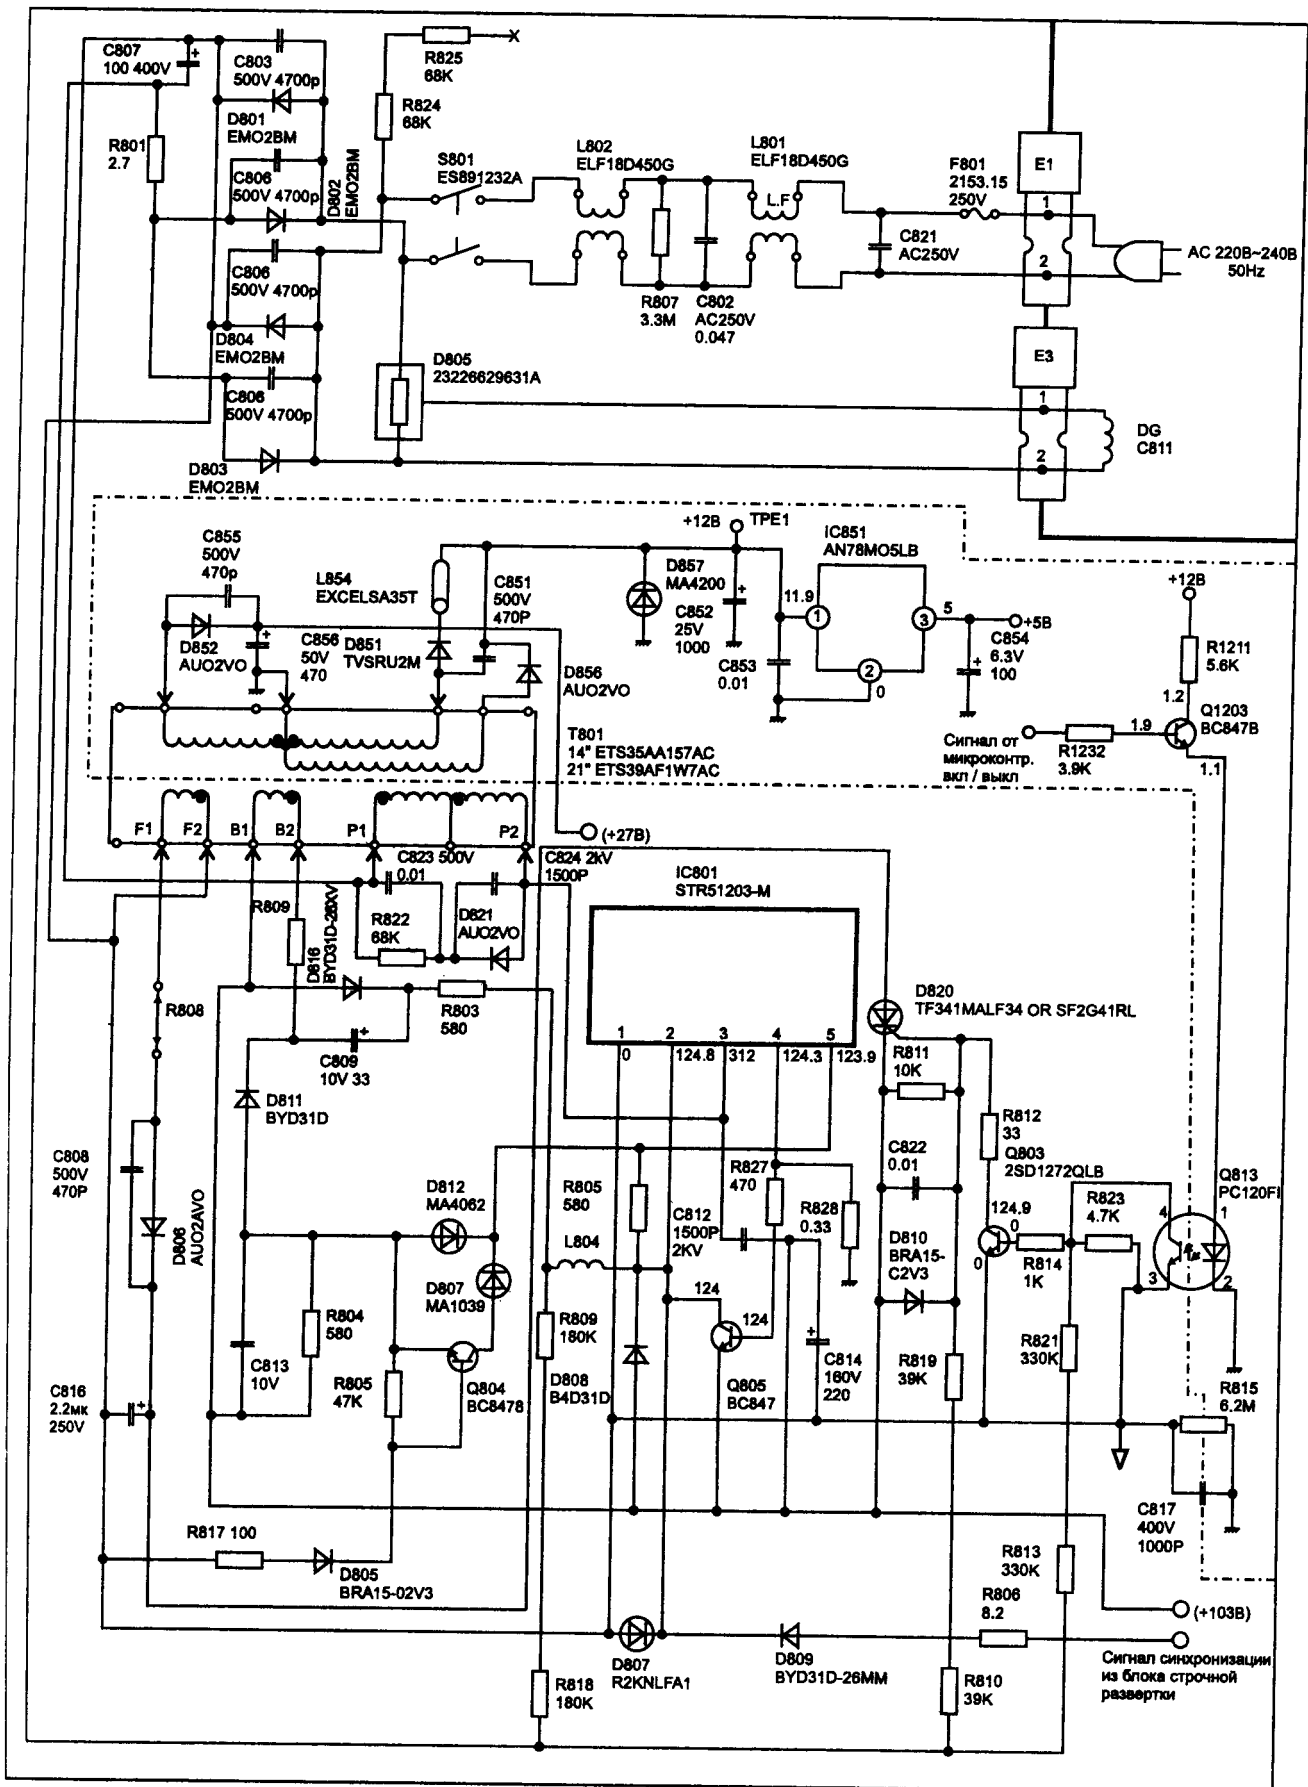 C807
100 400V
C803
500V 4700p
R825
68K
X
D801
EMO2BM
R824
68K
R801
2.7
C806
500V 4700p
D802
EMO2BM
S801
ES891232A
L802
ELF18D450G
L801
ELF18D450G
L.F
F801
2153.15
250V
E1
1
2
C821
AC250V
AC 220В~240В
50Hz
C806
500V 4700p
R807
3.3M
C802
AC250V
0.047
D804
EMO2BM
D805
23226629631A
E3
1
2
C806
500V 4700p
DG
C811
D803
EMO2BM
+12В
TPE1
IC851
AN78MO5LB
C855
500V
470p
L854
EXCELSA35T
C851
500V
470P
D857
MA4200
11.9
1
3
5
+5В
2
0
+12В
D852
AUO2VO
C856
50V
470
D851
TVSRU2M
C852
25V
1000
C853
0.01
C854
6.3V
100
R1211
5.6K
D856
AUO2VO
1.2
Q1203
BC847B
1.9
1.1
T801
14" ETS35AA157AC
21" ETS39AF1W7AC
Сигнал от
микроконтр.
вкл / выкл
R1232
3.9K
F1
F2
B1
B2
P1
P2
(+27В)
C823 500V
0.01
C824 2kV
1500P
IC801
STR51203-M
R809
D816
BYD31D-26XV
R822
68K
D821
AUO2VO
R808
R803
580
D820
TF341MALF34 OR SF2G41RL
1
2
3
4
5
0
124.8
312
124.3
123.9
C809
10V 33
R811
10K
D811
BYD31D
R812
33
C808
500V
470P
C822
0.01
Q803
2SD1272QLB
Q813
PC120FI
D806
AUO2AVO
D812
MA4062
R805
580
C812
1500P
2KV
R827
470
R828
0.33
124.9
0
0
R823
4.7K
4
1
3
2
L804
D810
BRA15-
C2V3
R814
1K
D807
MA1039
124
124
R804
580
R809
180K
R821
330K
C813
10V
R805
47K
Q804
BC8478
D808
B4D31D
Q805
BC847
C814
160V
220
R819
39K
C816
2.2мк
250V
R815
6.2M
R817 100
C817
400V
1000P
D805
BRA15-02V3
R813
330K
R806
8.2
(+103В)
D807
R2KNLFA1
D809
BYD31D-26MM
Сигнал синхронизации
из блока строчной
развертки
R818
180K
R810
39K